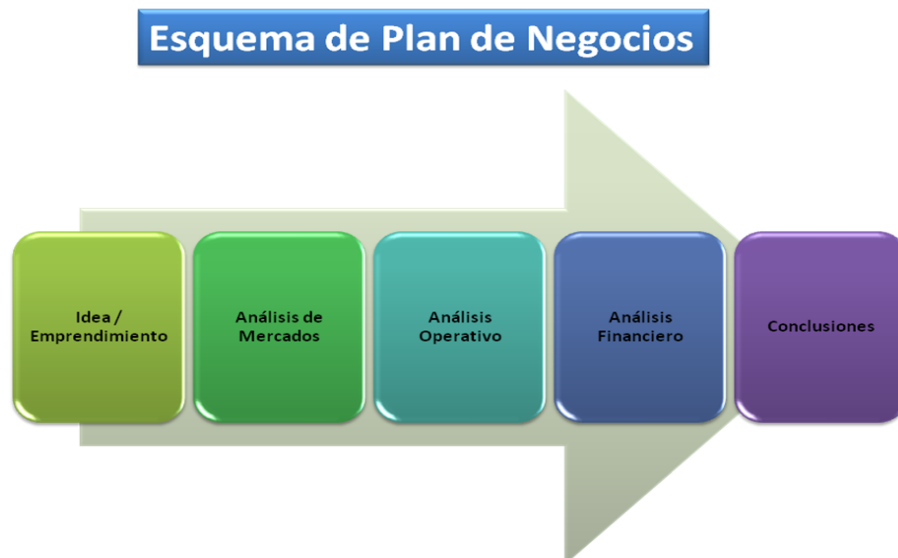 Esquema de Plan de Negocios
Idea /
Emprendimiento
Análisis de
Mercados
Análisis
Operativo
Análisis
Financiero
Conclusiones